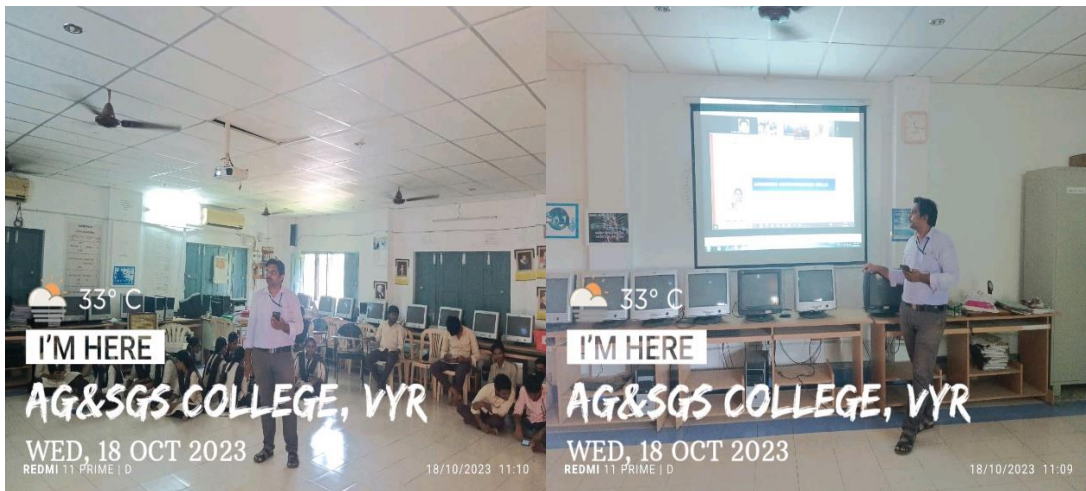 33° C
I'M HERE
AG&SGS COLLEGE, VYR
WED, 18 OCT 2023
REDMI 11 PRIME | D
18/10/2023 11:10
33° C
I'M HERE
AG&SGS COLLEGE, VYR
WED, 18 OCT 2023
REDMI 11 PRIME | D
18/10/2023 11:09